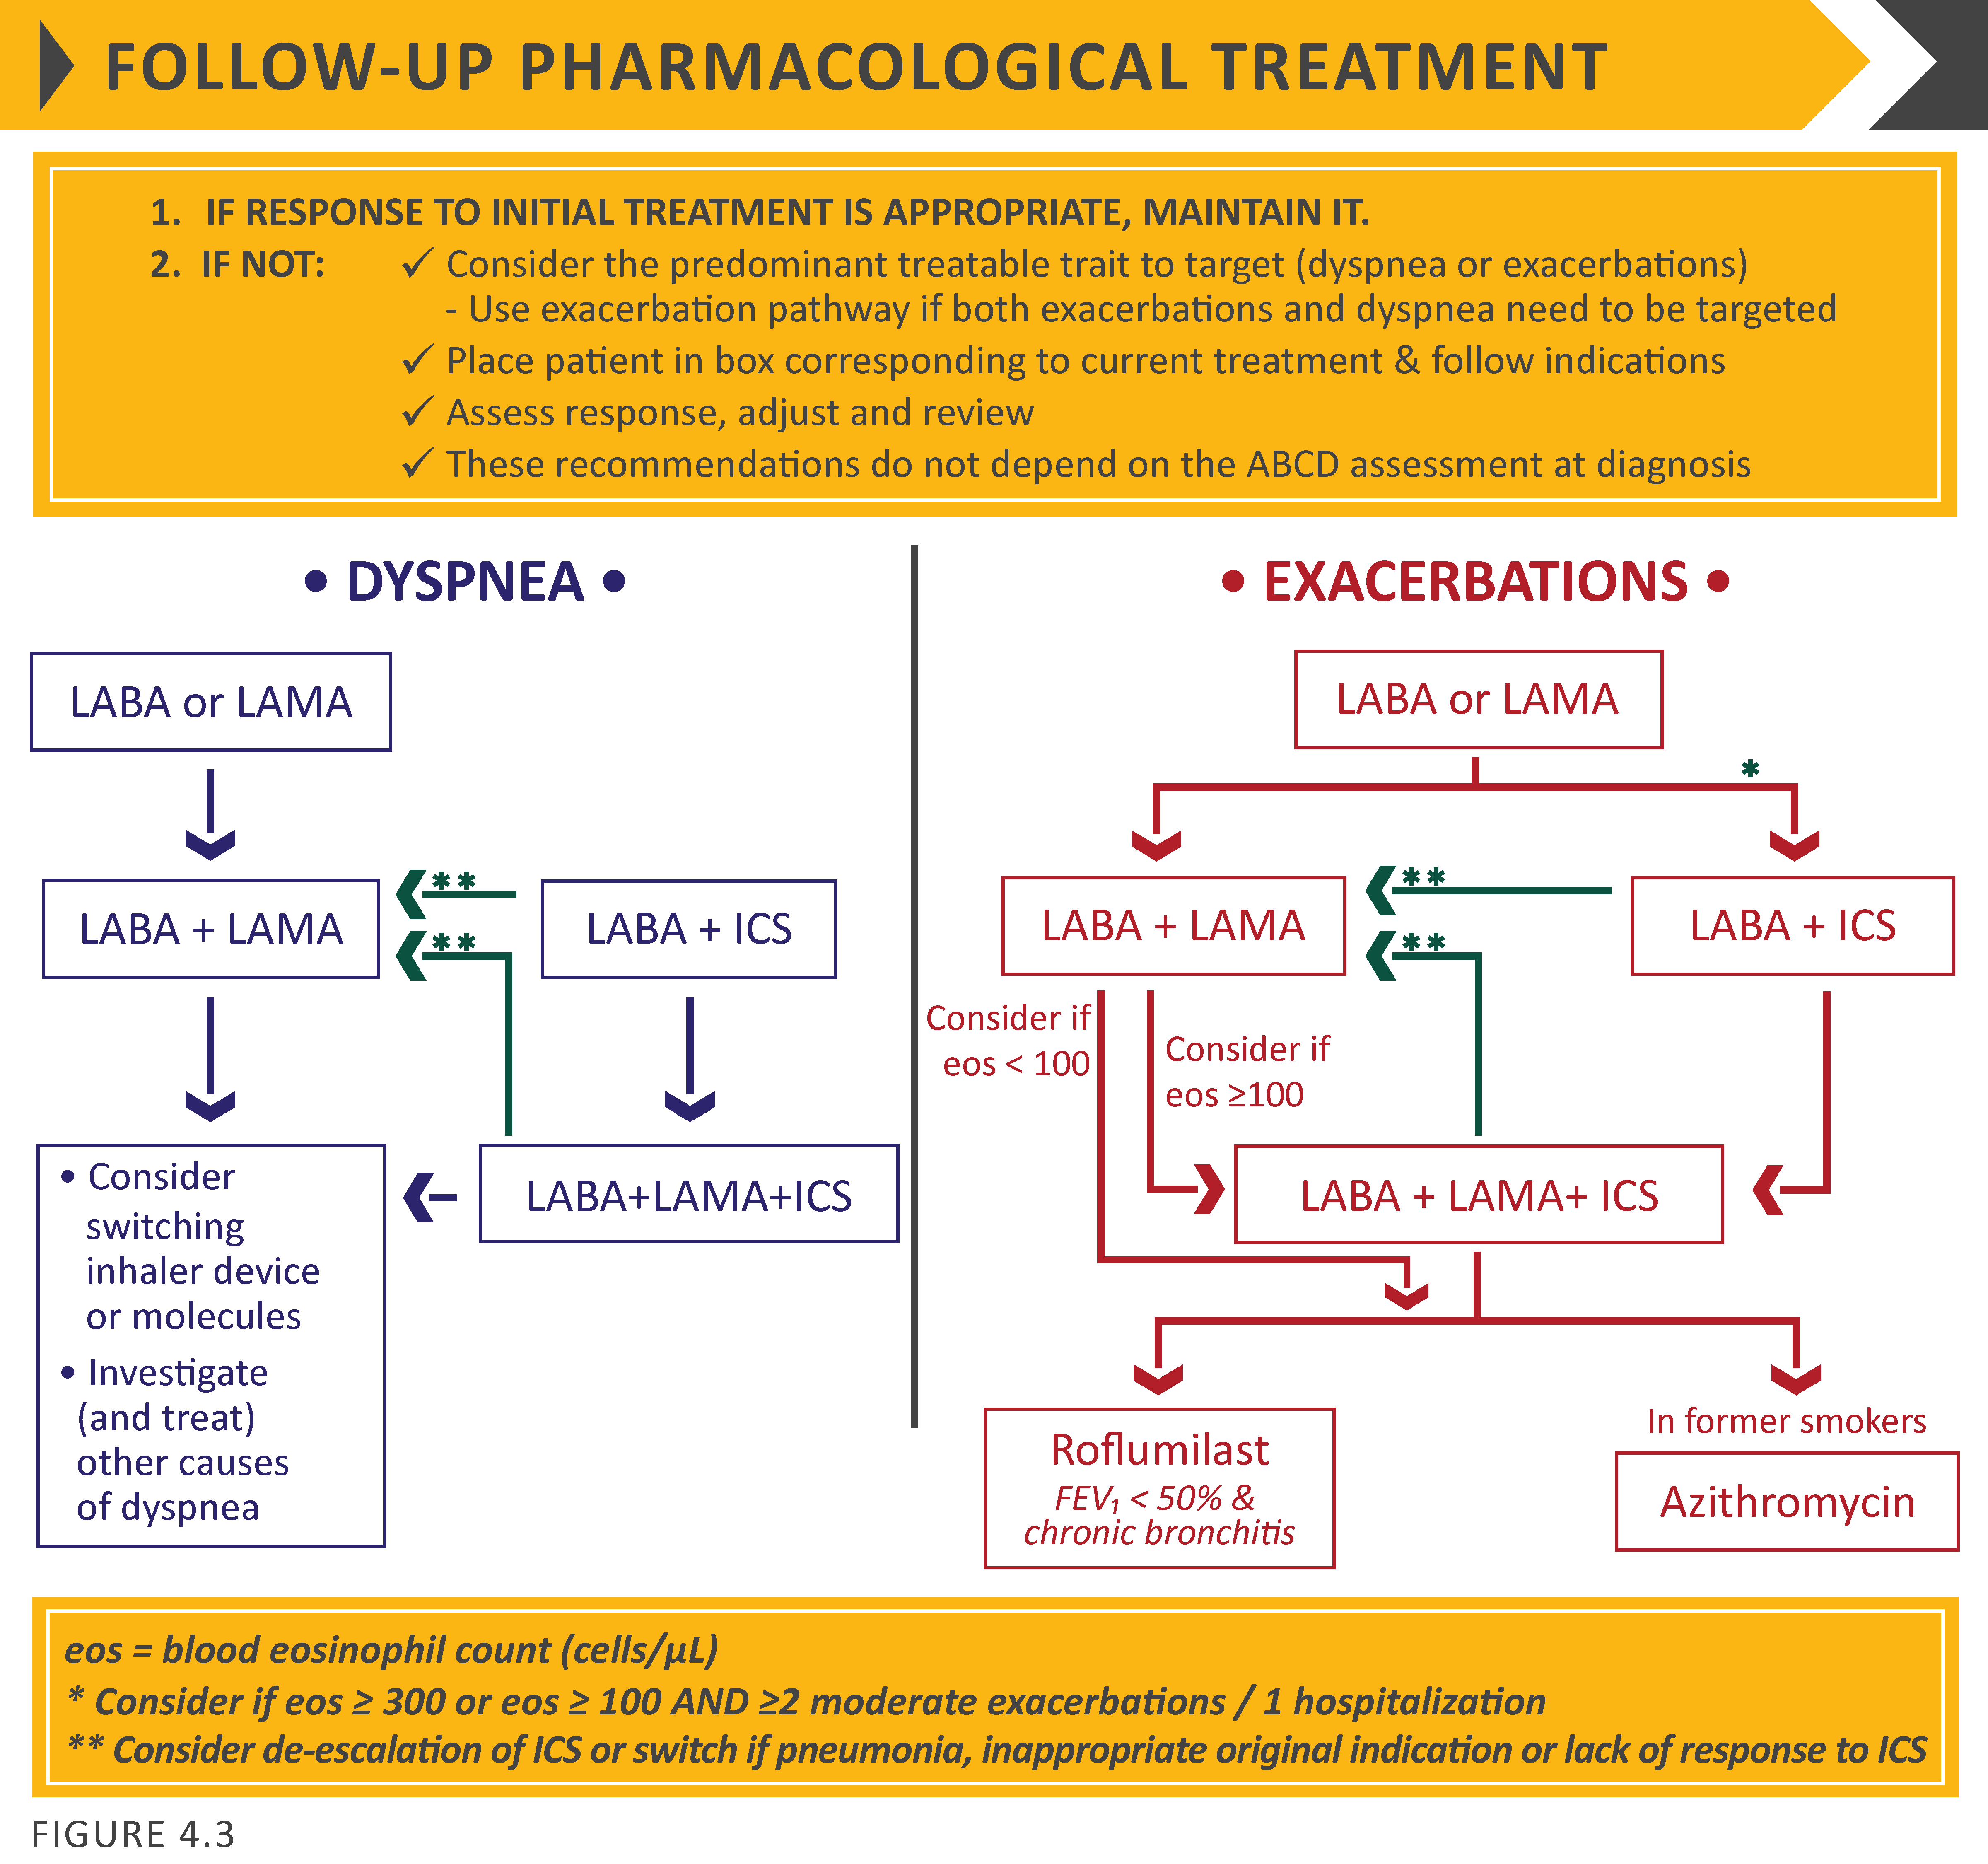 FOLLOW-UP PHARMACOLOGICAL TREATMENT
1. IF RESPONSE TO INITIAL TREATMENT IS APPROPRIATE, MAINTAIN IT.
2. IF NOT: ✓ Consider the predominant treatable trait to target (dyspnea or exacerbations)
- Use exacerbation pathway if both exacerbations and dyspnea need to be targeted
✓ Place patient in box corresponding to current treatment & follow indications
✓ Assess response, adjust and review
✓ These recommendations do not depend on the ABCD assessment at diagnosis
• DYSPNEA •
LABA or LAMA
LABA + LAMA
**
**
LABA + ICS
• Consider
switching
inhaler device
or molecules
• Investigate
(and treat)
other causes
of dyspnea
LABA+LAMA+ICS
• EXACERBATIONS •
LABA or LAMA
*
LABA + LAMA
**
**
LABA + ICS
Consider if
eos < 100
Consider if
eos ≥100
LABA + LAMA+ ICS
Roflumilast
FEV₁ < 50% &
chronic bronchitis
In former smokers
Azithromycin
eos = blood eosinophil count (cells/µL)
* Consider if eos ≥ 300 or eos ≥ 100 AND ≥2 moderate exacerbations / 1 hospitalization
** Consider de-escalation of ICS or switch if pneumonia, inappropriate original indication or lack of response to ICS
FIGURE 4.3